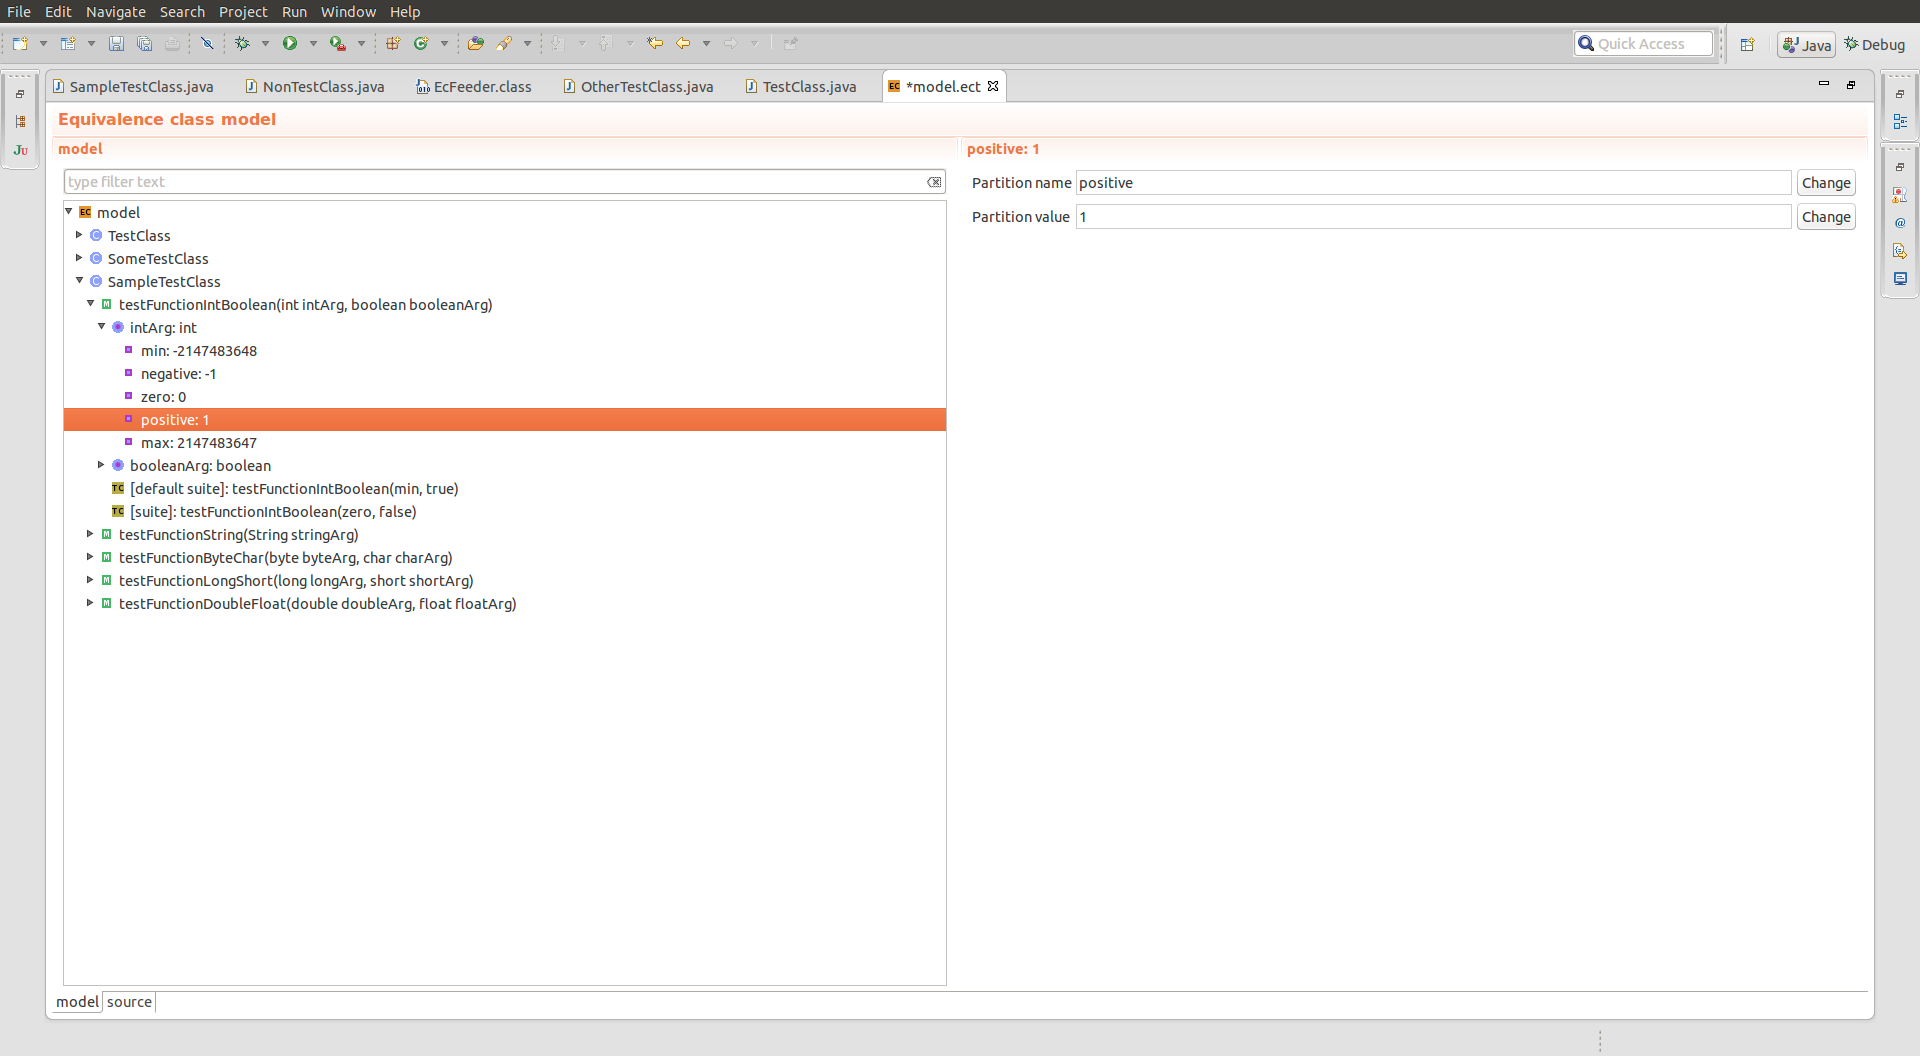 File Edit Navigate Search Project Run Window Help
Quick Access
Java
Debug
SampleTestClass.java
NonTestClass.java
EcFeeder.class
OtherTestClass.java
TestClass.java
EC *model.ect
Equivalence class model
model
positive: 1
type filter text
Partition name positive Change
Partition value 1 Change
EC model
C TestClass
C SomeTestClass
C SampleTestClass
M testFunctionIntBoolean(int intArg, boolean booleanArg)
intArg: int
min: -2147483648
negative: -1
zero: 0
positive: 1
max: 2147483647
booleanArg: boolean
TC [default suite]: testFunctionIntBoolean(min, true)
TC [suite]: testFunctionIntBoolean(zero, false)
M testFunctionString(String stringArg)
M testFunctionByteChar(byte byteArg, char charArg)
M testFunctionLongShort(long longArg, short shortArg)
M testFunctionDoubleFloat(double doubleArg, float floatArg)
model source